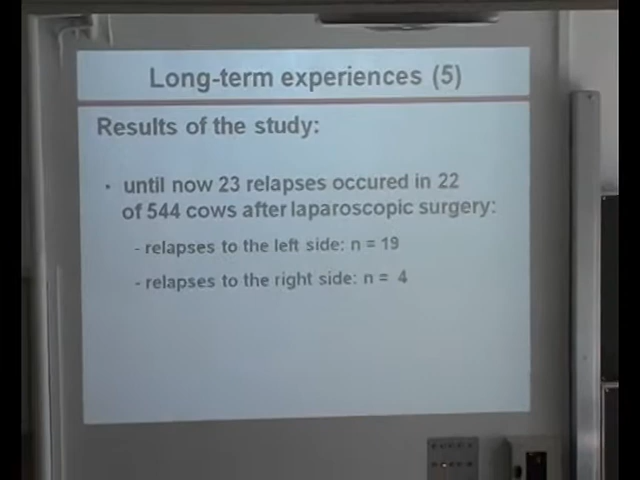 Long-term experiences (5)
Results of the study:
• until now 23 relapses occured in 22
of 544 cows after laparoscopic surgery:
- relapses to the left side: n = 19
- relapses to the right side: n = 4